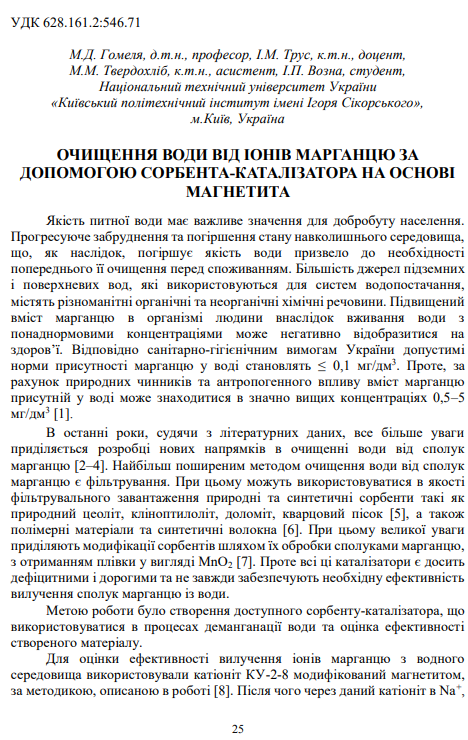 УДК 628.161.2:546.71
М.Д. Гомеля, д.т.н., професор, І.М. Трус, к.т.н., доцент,
М.М. Твердохліб, к.т.н., асистент, І.П. Возна, студент,
Національний технічний університет України
«Київський політехнічний інститут імені Ігоря Сікорського»,
м.Київ, Україна
ОЧИЩЕННЯ ВОДИ ВІД ІОНІВ МАРГАНЦЮ ЗА
ДОПОМОГОЮ СОРБЕНТА-КАТАЛІЗАТОРА НА ОСНОВІ
МАГНЕТИТА
Якість питної води має важливе значення для добробуту населення.
Прогресуюче забруднення та погіршення стану навколишнього середовища,
що, як наслідок, погіршує якість води призвело до необхідності
попереднього її очищення перед споживанням. Більшість джерел підземних
і поверхневих вод, які використовуються для систем водопостачання,
містять різноманітні органічні та неорганічні хімічні речовини. Підвищений
вміст марганцю в організмі людини внаслідок вживання води з
понаднормовими концентраціями може негативно відобразитися на
здоров’ї. Відповідно санітарно-гігієнічним вимогам України допустимі
норми присутності марганцю у воді становлять ≤ 0,1 мг/дм³. Проте, за
рахунок природних чинників та антропогенного впливу вміст марганцю
присутній у воді може знаходитися в значно вищих концентраціях 0,5–5
мг/дм³ [1].
В останні роки, судячи з літературних даних, все більше уваги
приділяється розробці нових напрямків в очищенні води від сполук
марганцю [2–4]. Найбільш поширеним методом очищення води від сполук
марганцю є фільтрування. При цьому можуть використовуватися в якості
фільтрувального завантаження природні та синтетичні сорбенти такі як
природний цеоліт, кліноптилоліт, доломіт, кварцовий пісок [5], а також
полімерні матеріали та синтетичні волокна [6]. При цьому великої уваги
приділяють модифікації сорбентів шляхом їх обробки сполуками марганцю,
з отриманням плівки у вигляді MnO₂ [7]. Проте всі ці каталізатори є досить
дефіцитними і дорогими та не завжди забезпечують необхідну ефективність
вилучення сполук марганцю із води.
Метою роботи було створення доступного сорбенту-каталізатора, що
використовуватися в процесах деманганації води та оцінка ефективності
створеного матеріалу.
Для оцінки ефективності вилучення іонів марганцю з водного
середовища використовували катіоніт КУ-2-8 модифікований магнетитом,
за методикою, описаною в роботі [8]. Після чого через даний катіоніт в Na⁺,
25